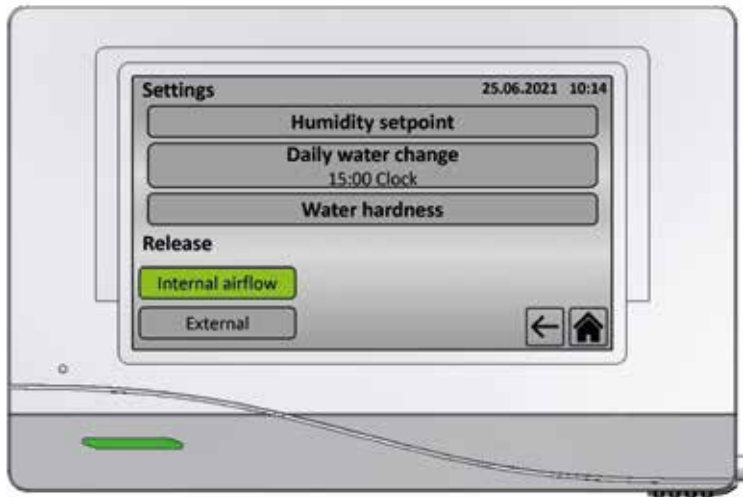 Settings 25.06.2021 10:14
Humidity setpoint
Daily water change
15:00 Clock
Water hardness
Release
Internal airflow
External